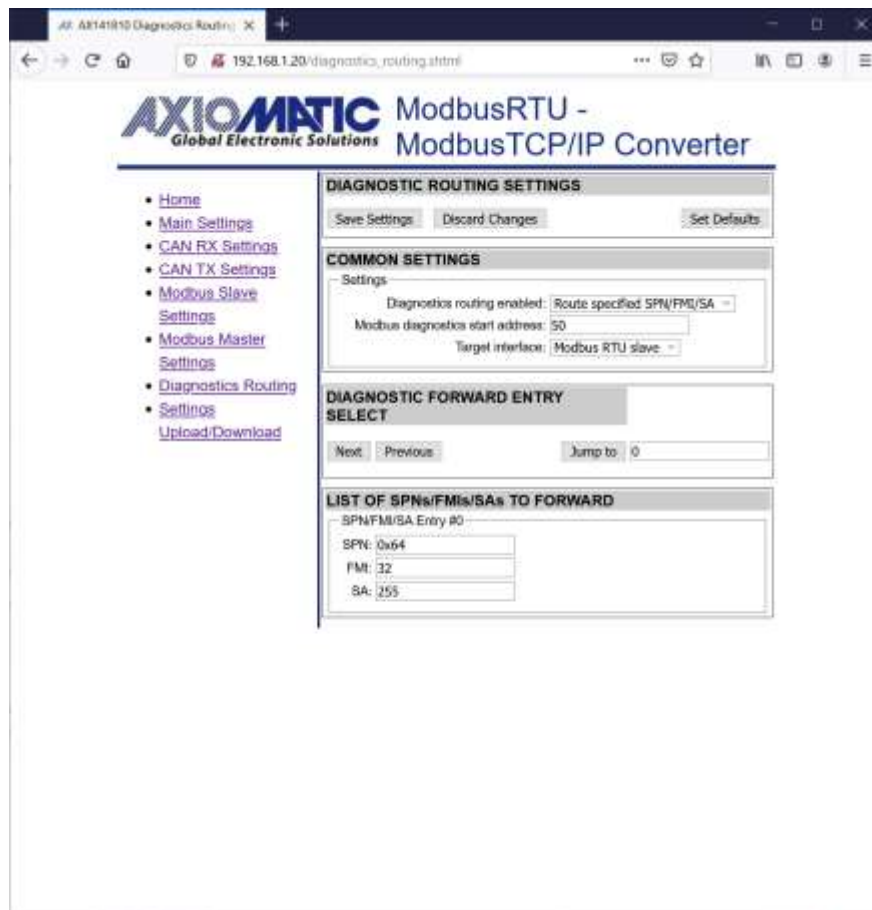 AX141810 Diagnostics Routing
192.168.1.20/diagnostics_routing.shtml
AXIOMATIC
Global Electronic Solutions
ModbusRTU -
ModbusTCP/IP Converter
• Home
• Main Settings
• CAN RX Settings
• CAN TX Settings
• Modbus Slave
Settings
• Modbus Master
Settings
• Diagnostics Routing
• Settings
Upload/Download
DIAGNOSTIC ROUTING SETTINGS
Save Settings Discard Changes Set Defaults
COMMON SETTINGS
Settings
Diagnostics routing enabled: Route specified SPN/FMI/SA
Modbus diagnostics start address: 50
Target interface: Modbus RTU slave
DIAGNOSTIC FORWARD ENTRY
SELECT
Next Previous Jump to 0
LIST OF SPNs/FMIs/SAs TO FORWARD
SPN/FMI/SA Entry #0
SPN: 0x64
FMI: 32
SA: 255